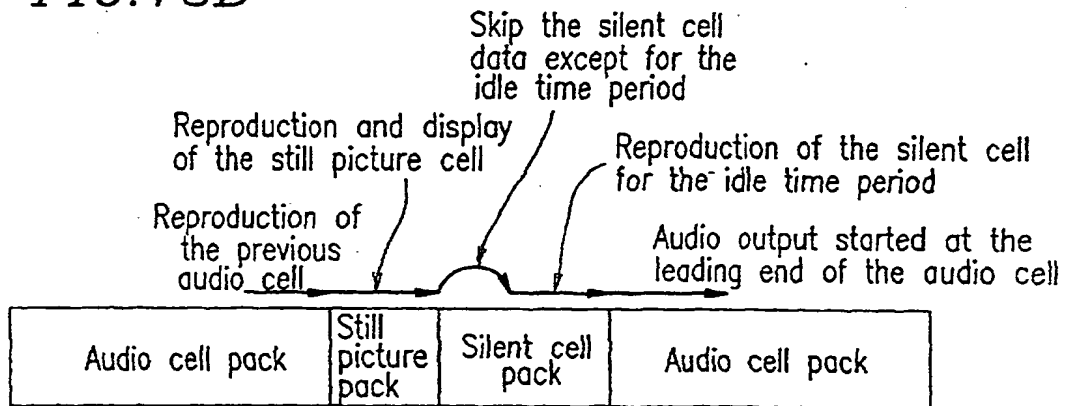 Skip the silent cell
data except for the
idle time period
Reproduction and display
of the still picture cell
Reproduction of the silent cell
for the idle time period
Reproduction of
the previous
audio cell
Audio output started at the
leading end of the audio cell
Audio cell pack
Still
picture
pack
Silent cell
pack
Audio cell pack